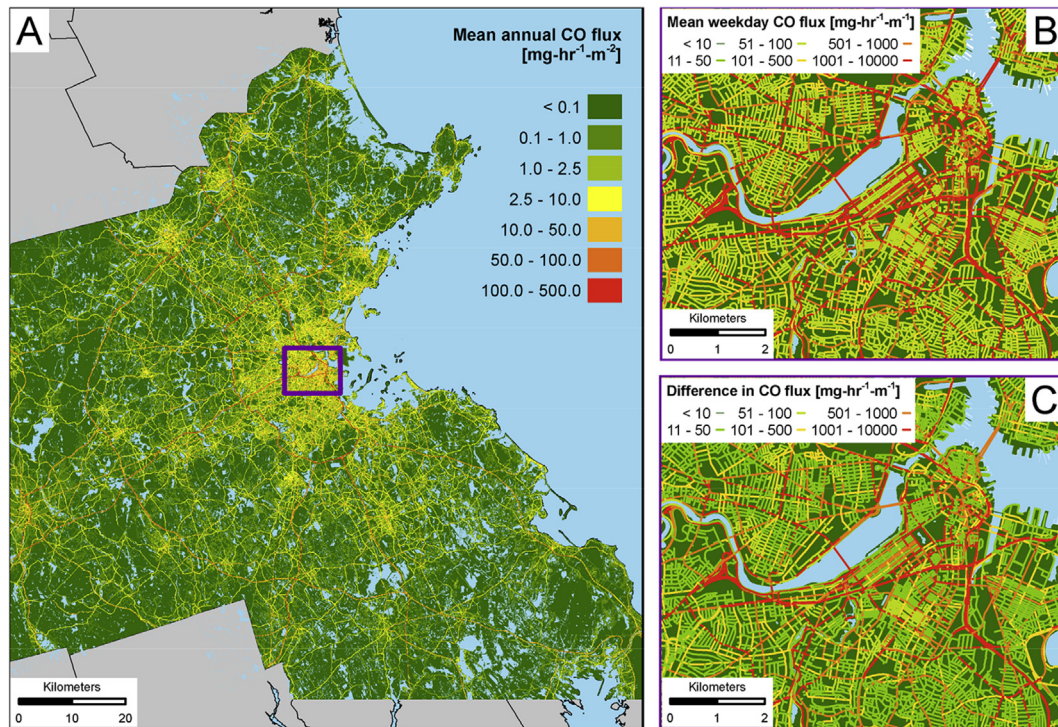 A
Mean annual CO flux
[mg-hr⁻¹-m⁻²]
< 0.1
0.1 - 1.0
1.0 - 2.5
2.5 - 10.0
10.0 - 50.0
50.0 - 100.0
100.0 - 500.0
Kilometers
0 10 20
B
Mean weekday CO flux [mg-hr⁻¹-m⁻¹]
< 10 51 - 100 501 - 1000
11 - 50 101 - 500 1001 - 10000
Kilometers
0 1 2
C
Difference in CO flux [mg-hr⁻¹-m⁻¹]
< 10 51 - 100 501 - 1000
11 - 50 101 - 500 1001 - 10000
Kilometers
0 1 2